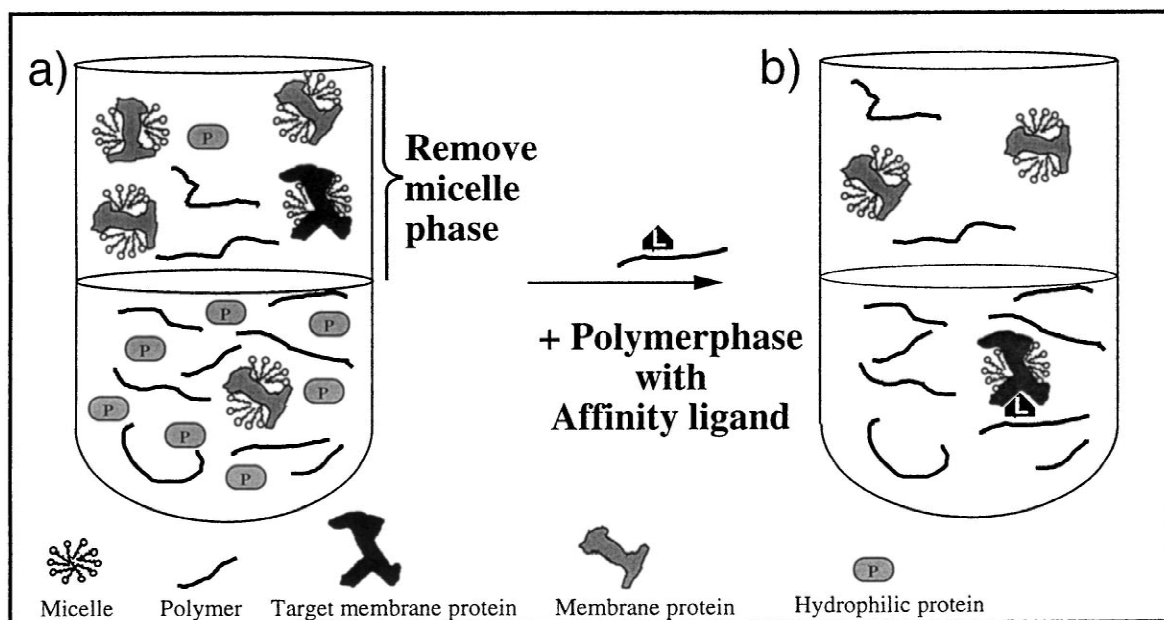 a)
P
Remove
micelle
phase
P
P
P
P
P
P
P
L
+ Polymerphase
with
Affinity ligand
b)
L
P
Micelle Polymer Target membrane protein Membrane protein Hydrophilic protein